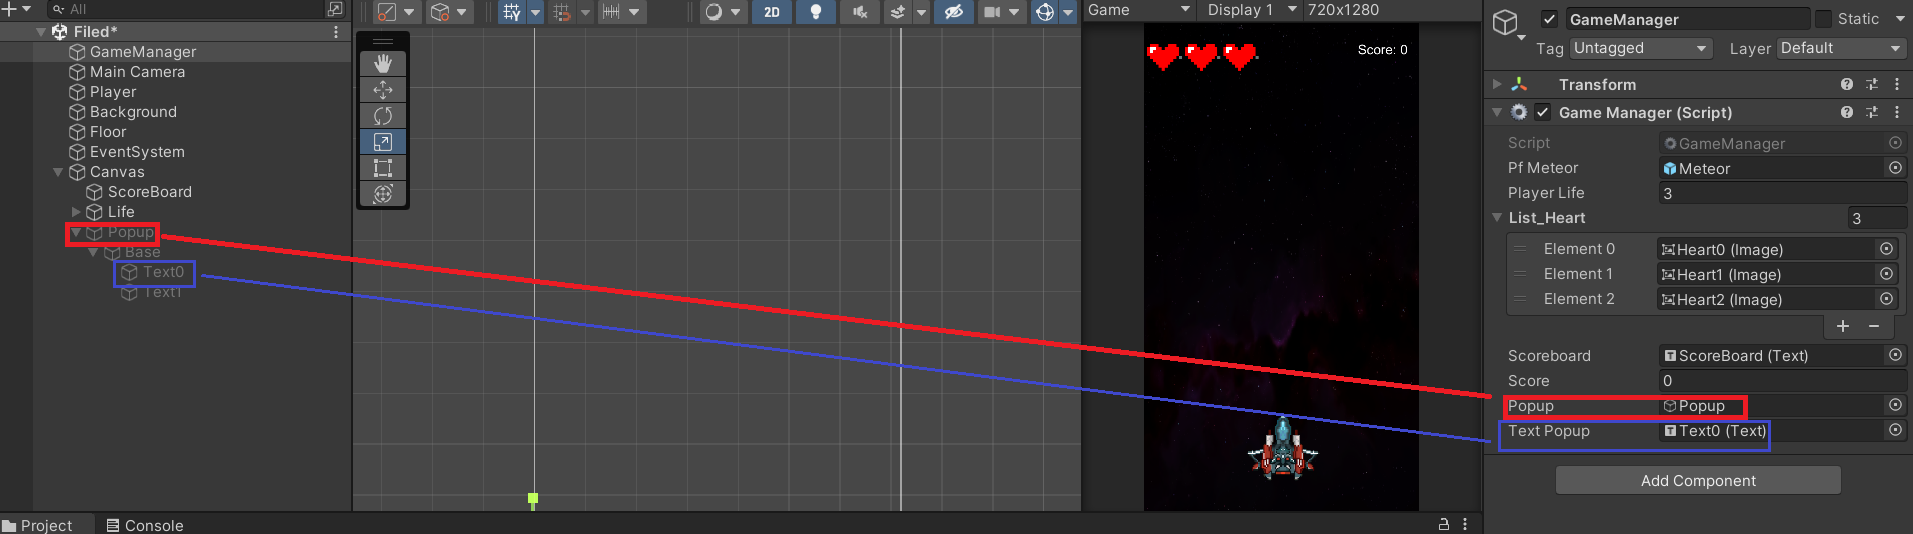 All
Filed*
GameManager
Main Camera
Player
Background
Floor
EventSystem
Canvas
ScoreBoard
Life
Popup
Base
Text0
Text1
2D
Game
Display 1
720x1280
Score: 0
GameManager
Static
Tag Untagged
Layer Default
Transform
Game Manager (Script)
Script GameManager
Pf Meteor Meteor
Player Life 3
List_Heart 3
Element 0 Heart0 (Image)
Element 1 Heart1 (Image)
Element 2 Heart2 (Image)
Scoreboard ScoreBoard (Text)
Score 0
Popup Popup
Text Popup Text0 (Text)
Add Component
Project
Console